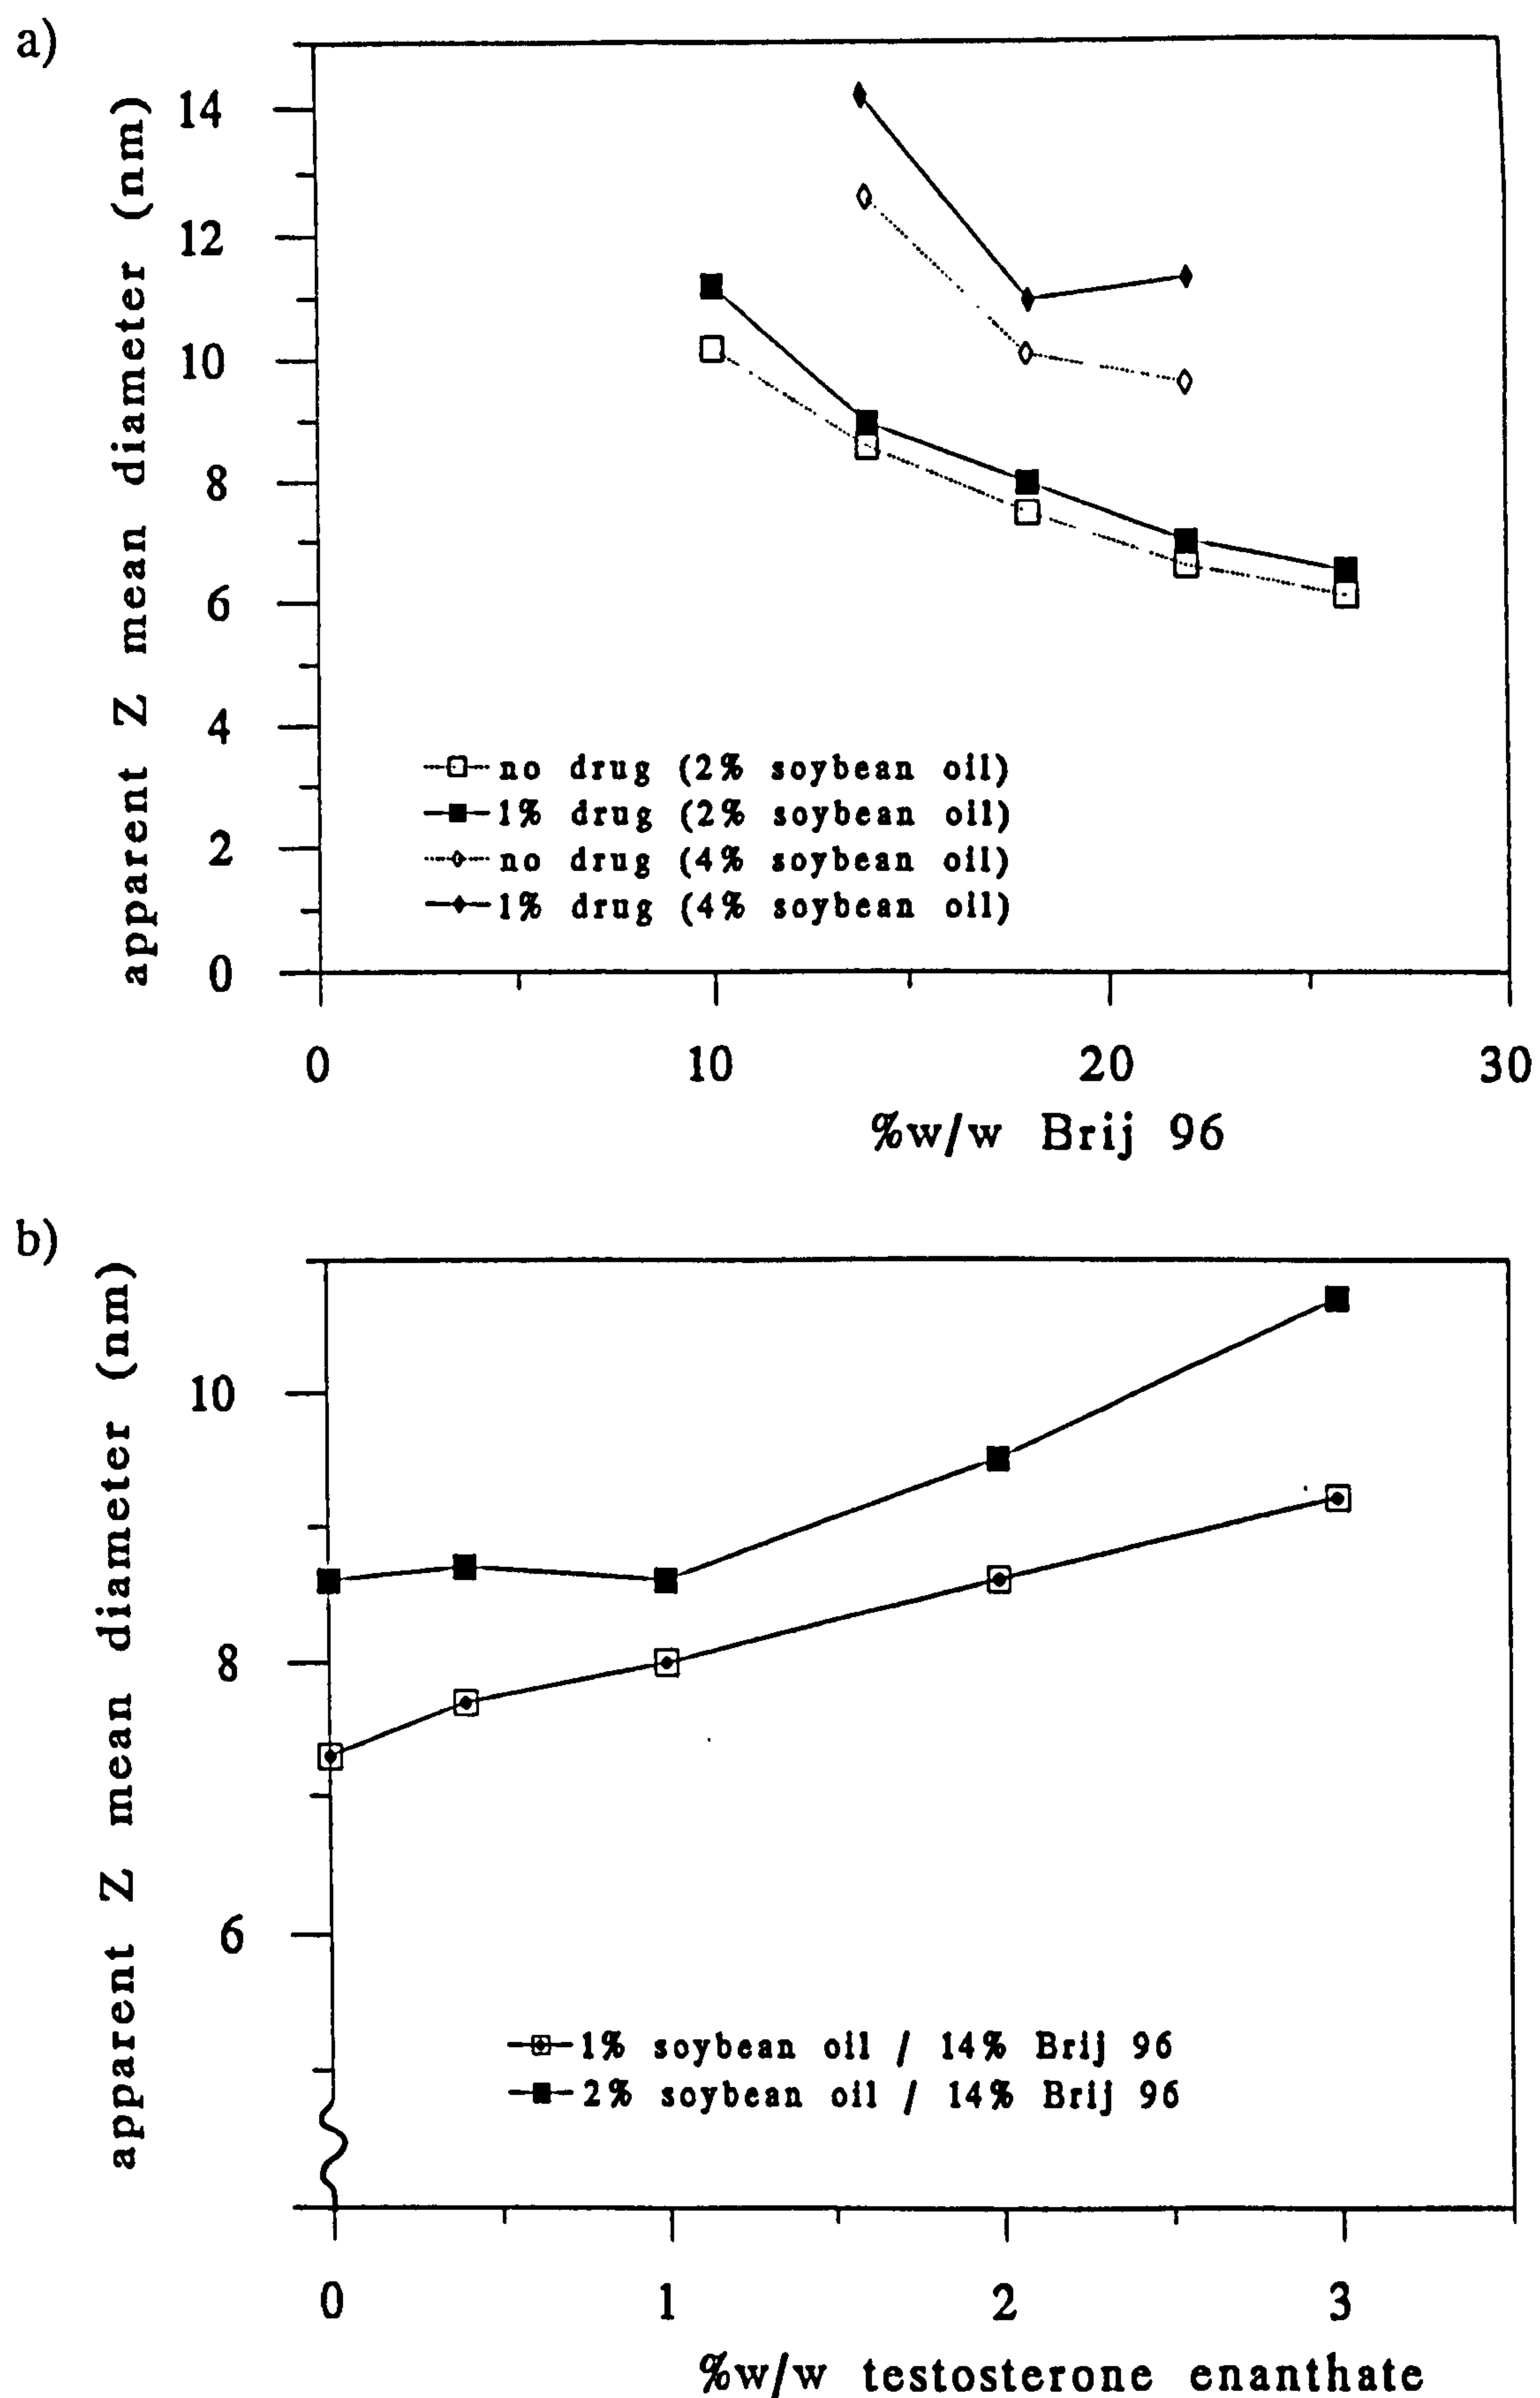 a)
apparent Z mean diameter (nm)
14
12
10
8
6
4
2
0
no drug (2% soybean oil)
1% drug (2% soybean oil)
no drug (4% soybean oil)
1% drug (4% soybean oil)
0 10 20 30
%w/w Brij 96
b)
apparent Z mean diameter (nm)
10
8
6
1% soybean oil / 14% Brij 96
2% soybean oil / 14% Brij 96
0 1 2 3
%w/w testosterone enanthate